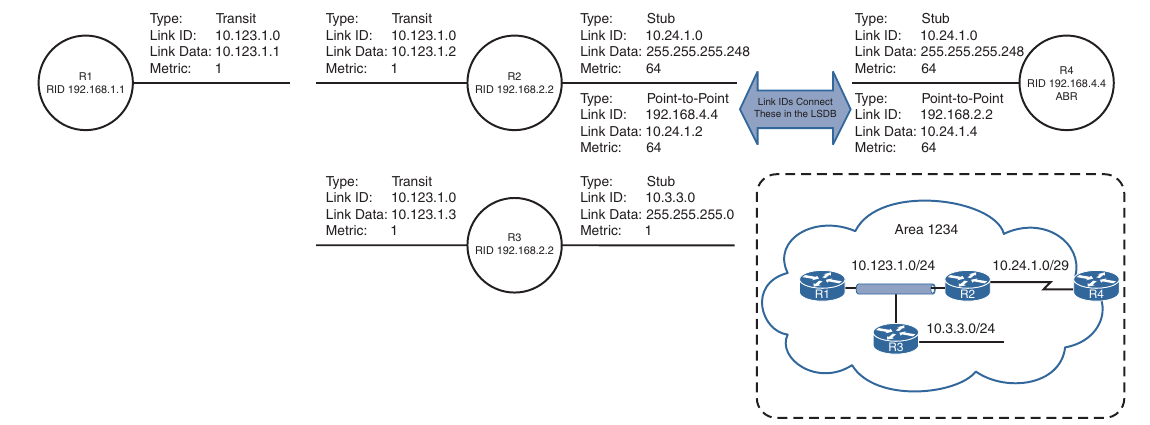 Type: Transit
Link ID: 10.123.1.0
Link Data: 10.123.1.1
Metric: 1
R1
RID 192.168.1.1
Type: Transit
Link ID: 10.123.1.0
Link Data: 10.123.1.2
Metric: 1
R2
RID 192.168.2.2
Type: Stub
Link ID: 10.24.1.0
Link Data: 255.255.255.248
Metric: 64
Type: Point-to-Point
Link ID: 192.168.4.4
Link Data: 10.24.1.2
Metric: 64
Link IDs Connect
These in the LSDB
Type: Stub
Link ID: 10.24.1.0
Link Data: 255.255.255.248
Metric: 64
R4
RID 192.168.4.4
ABR
Type: Point-to-Point
Link ID: 192.168.2.2
Link Data: 10.24.1.4
Metric: 64
Type: Transit
Link ID: 10.123.1.0
Link Data: 10.123.1.3
Metric: 1
R3
RID 192.168.2.2
Type: Stub
Link ID: 10.3.3.0
Link Data: 255.255.255.0
Metric: 1
Area 1234
10.123.1.0/24
10.24.1.0/29
R1
R2
R4
10.3.3.0/24
R3